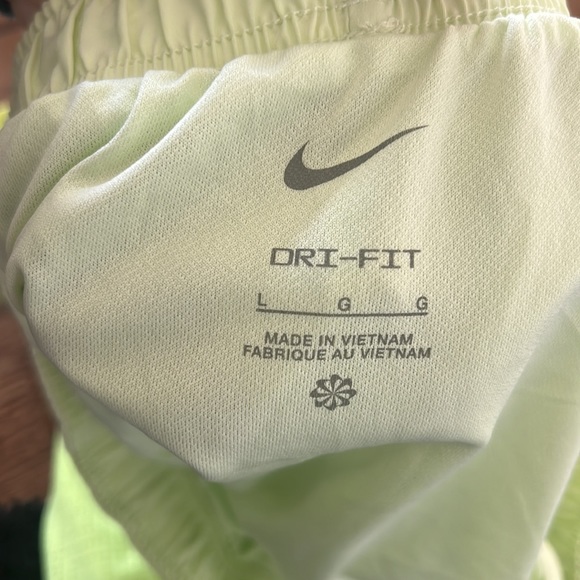 DRI-FIT
L G G
MADE IN VIETNAM
FABRIQUE AU VIETNAM